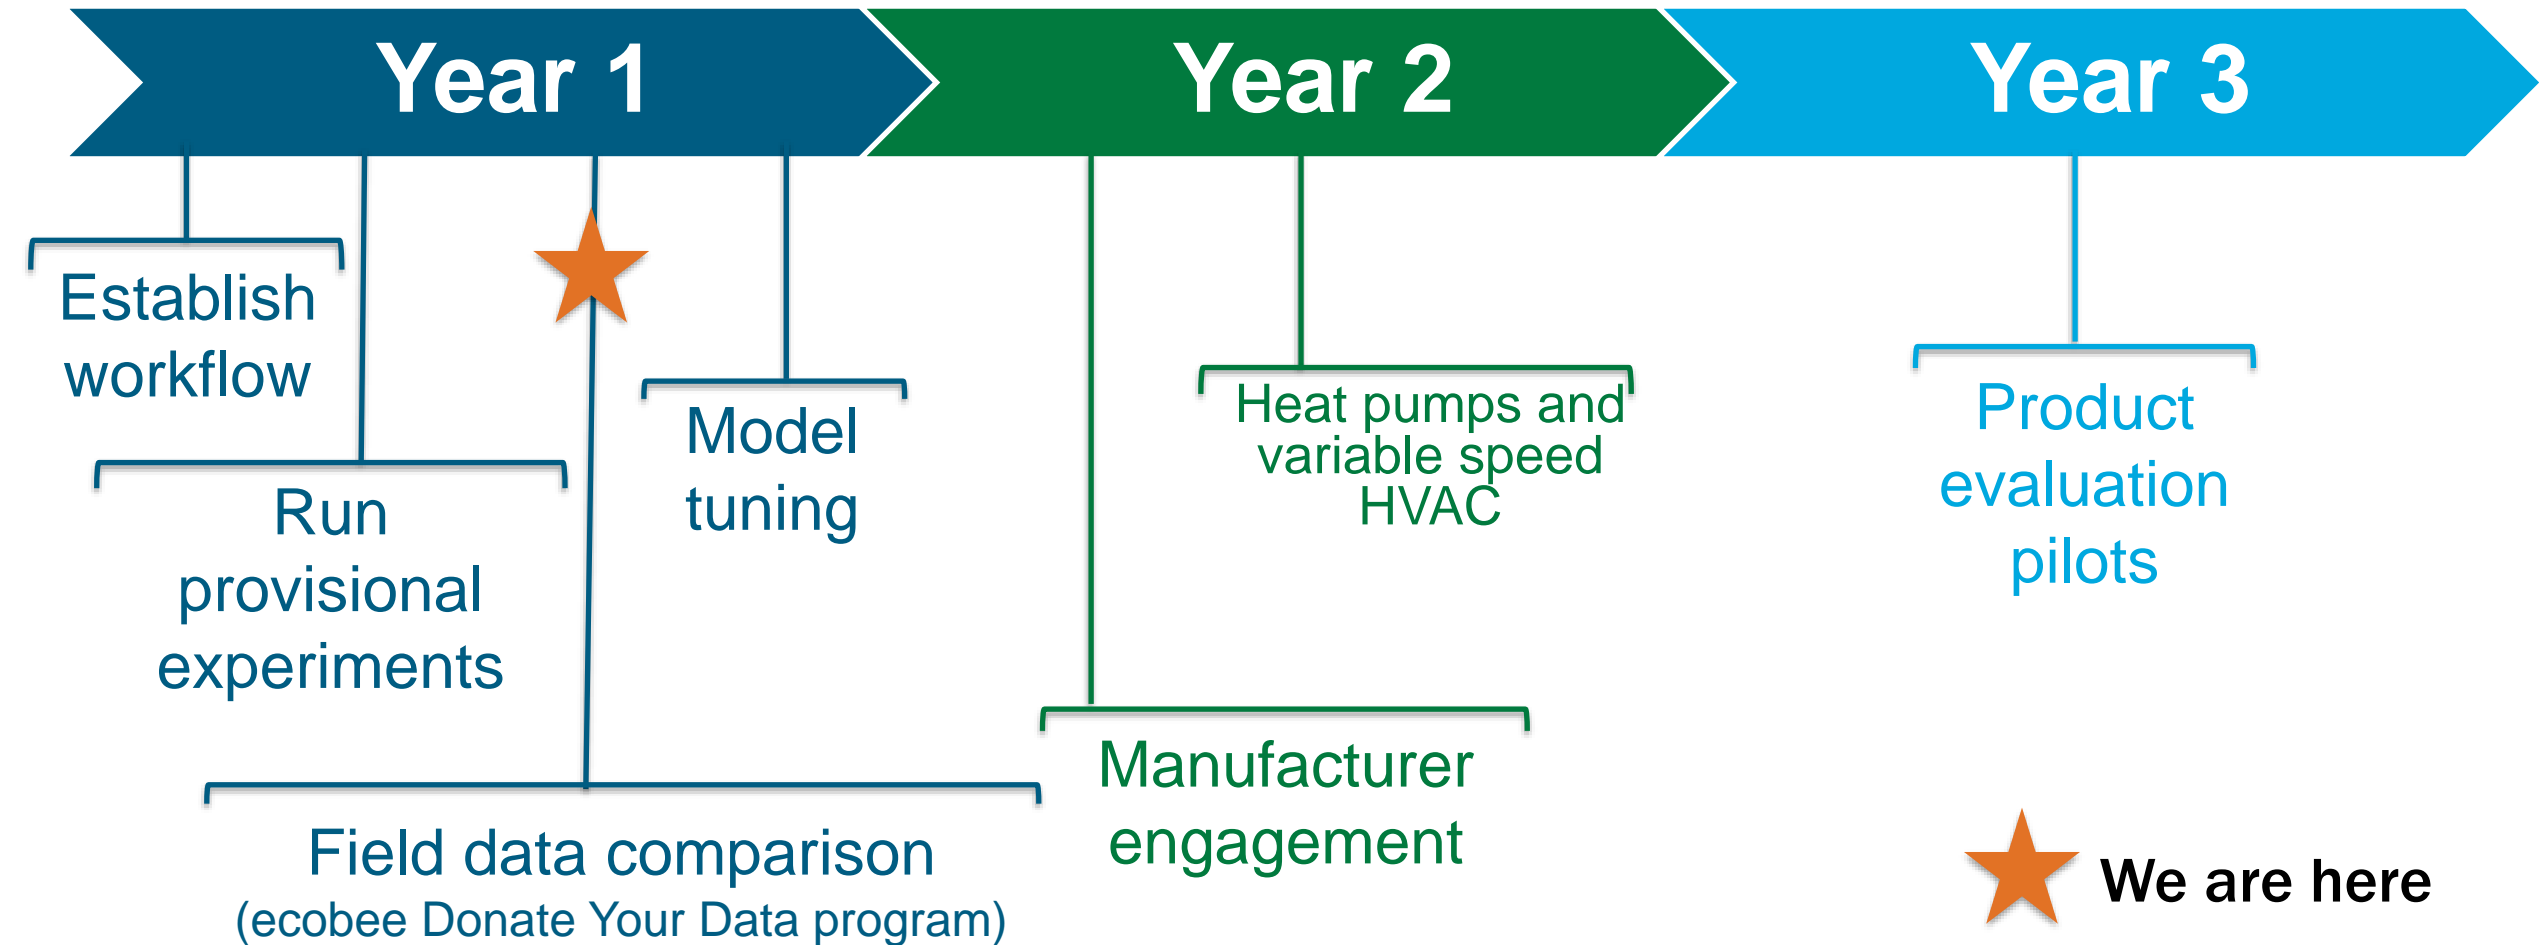 Year 1
Year 2
Year 3
Establish
workflow
Run
provisional
experiments
Field data comparison
(ecobee Donate Your Data program)
Model
tuning
Manufacturer
engagement
Heat pumps and
variable speed
HVAC
Product
evaluation
pilots
We are here